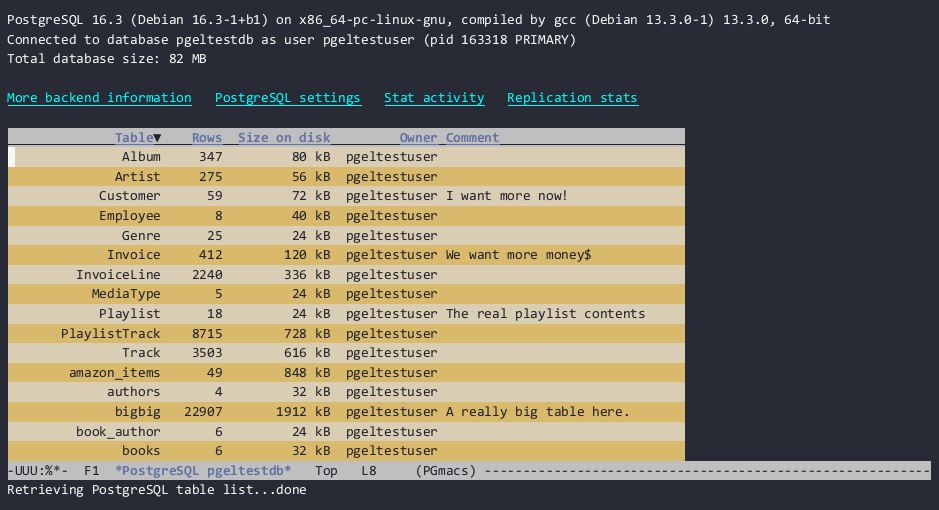 PostgreSQL 16.3 (Debian 16.3-1+b1) on x86_64-pc-linux-gnu, compiled by gcc (Debian 13.3.0-1) 13.3.0, 64-bit
Connected to database pgeltestdb as user pgeltestuser (pid 163318 PRIMARY)
Total database size: 82 MB
More backend information   PostgreSQL settings   Stat activity   Replication stats
Table▼ Rows Size on disk Owner Comment
Album 347 80 kB pgeltestuser
Artist 275 56 kB pgeltestuser
Customer 59 72 kB pgeltestuser I want more now!
Employee 8 40 kB pgeltestuser
Genre 25 24 kB pgeltestuser
Invoice 412 120 kB pgeltestuser We want more money$
InvoiceLine 2240 336 kB pgeltestuser
MediaType 5 24 kB pgeltestuser
Playlist 18 24 kB pgeltestuser The real playlist contents
PlaylistTrack 8715 728 kB pgeltestuser
Track 3503 616 kB pgeltestuser
amazon_items 49 848 kB pgeltestuser
authors 4 32 kB pgeltestuser
bigbig 22907 1912 kB pgeltestuser A really big table here.
book_author 6 24 kB pgeltestuser
books 6 32 kB pgeltestuser
-UUU:%*-  F1  *PostgreSQL pgeltestdb*   Top   L8     (PGmacs) ----------------------------------------------------------
Retrieving PostgreSQL table list...done